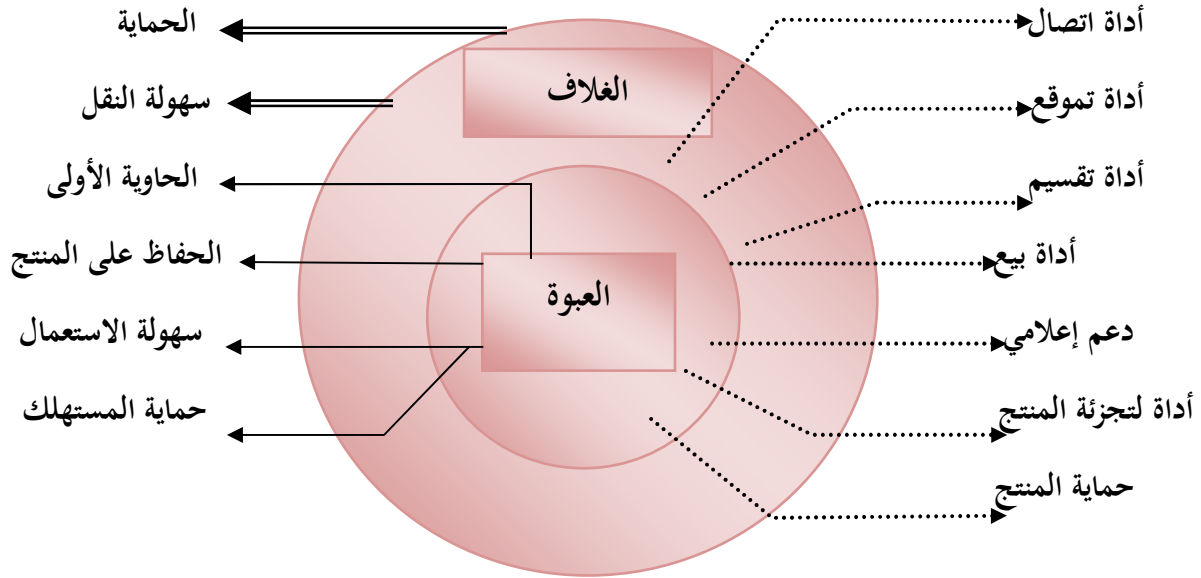 أداة اتصال
الحماية
الغلاف
أداة تموقع
سهولة النقل
أداة تقسيم
الحاوية الأولى
أداة بيع
الحفاظ على المنتج
العبوة
دعم إعلامي
سهولة الاستعمال
أداة لتجزئة المنتج
حماية المستهلك
حماية المنتج